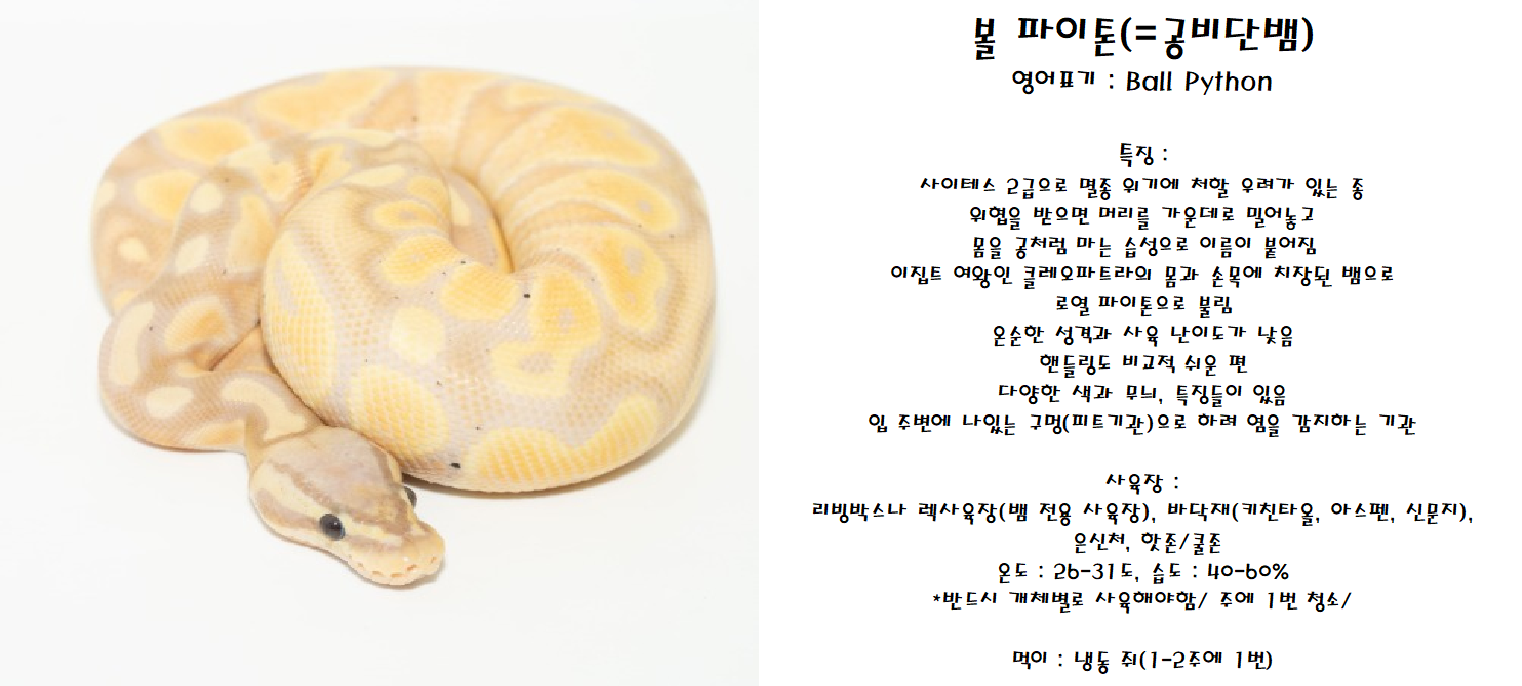 볼 파이톤(=공비단뱀)
영어표기 : Ball Python
특징 :
사이테스 2급으로 멸종 위기에 처할 우려가 있는 종
위협을 받으면 머리를 가운데로 밀어놓고
몸을 공처럼 마는 습성으로 이름이 붙어짐
이집트 여왕인 클레오파트라의 몸과 손목에 치장된 뱀으로
로열 파이톤으로 불림
온순한 성격과 사육 난이도가 낮음
핸들링도 비교적 쉬운 편
다양한 색과 무늬, 특징들이 있음
입 주변에 나있는 구멍(피트기관)으로 하려 염을 감지하는 기관
사육장 :
리빙박스나 렉사육장(뱀 전용 사육장), 바닥재(키친타올, 아스펜, 신문지),
은신처, 핫존/쿨존
온도 : 26-31도, 습도 : 40-60%
*반드시 개체별로 사육해야함/ 주에 1번 청소/
먹이 : 냉동 쥐(1-2주에 1번)